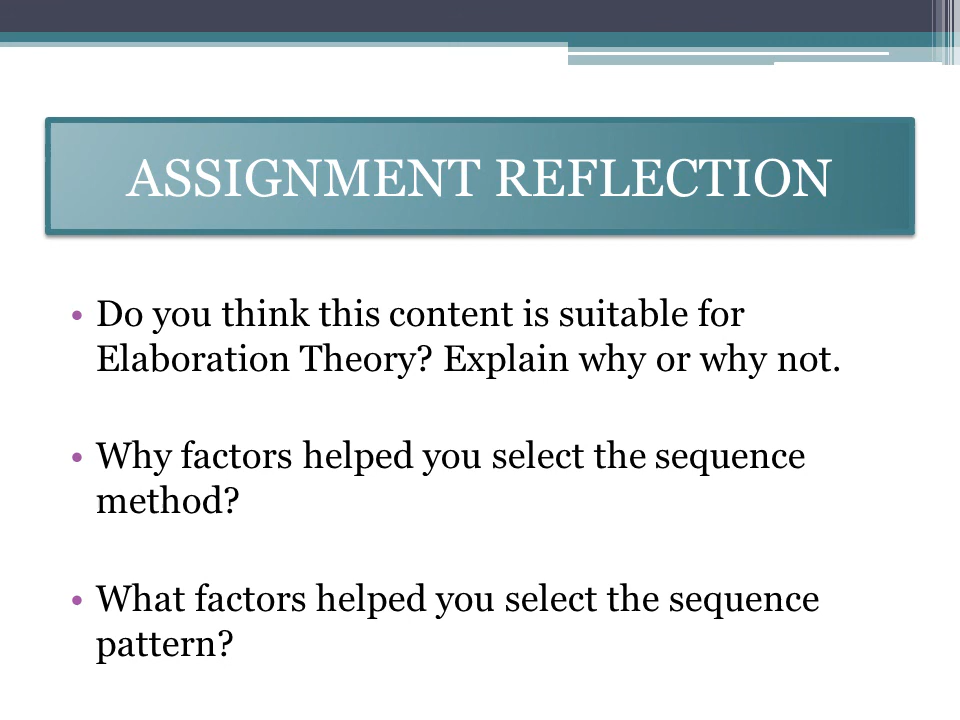 ASSIGNMENT REFLECTION
• Do you think this content is suitable for
Elaboration Theory? Explain why or why not.
• Why factors helped you select the sequence
method?
• What factors helped you select the sequence
pattern?